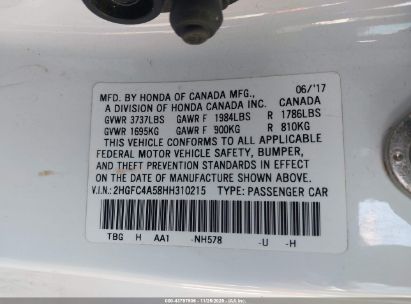 MFD. BY HONDA OF CANADA MFG., 06/'17
A DIVISION OF HONDA CANADA INC. CANADA
GVWR 3737LBS GAWR F 1984LBS R 1786LBS
GVWR 1695KG GAWR F 900KG R 810KG
THIS VEHICLE CONFORMS TO ALL APPLICABLE
FEDERAL MOTOR VEHICLE SAFETY, BUMPER,
AND THEFT PREVENTION STANDARDS IN EFFECT
ON THE DATE OF MANUFACTURE SHOWN ABOVE.
V.I.N.: 2HGFC4A58HH310215 TYPE: PASSENGER CAR
TBG H AA1 -NH578 -U -H